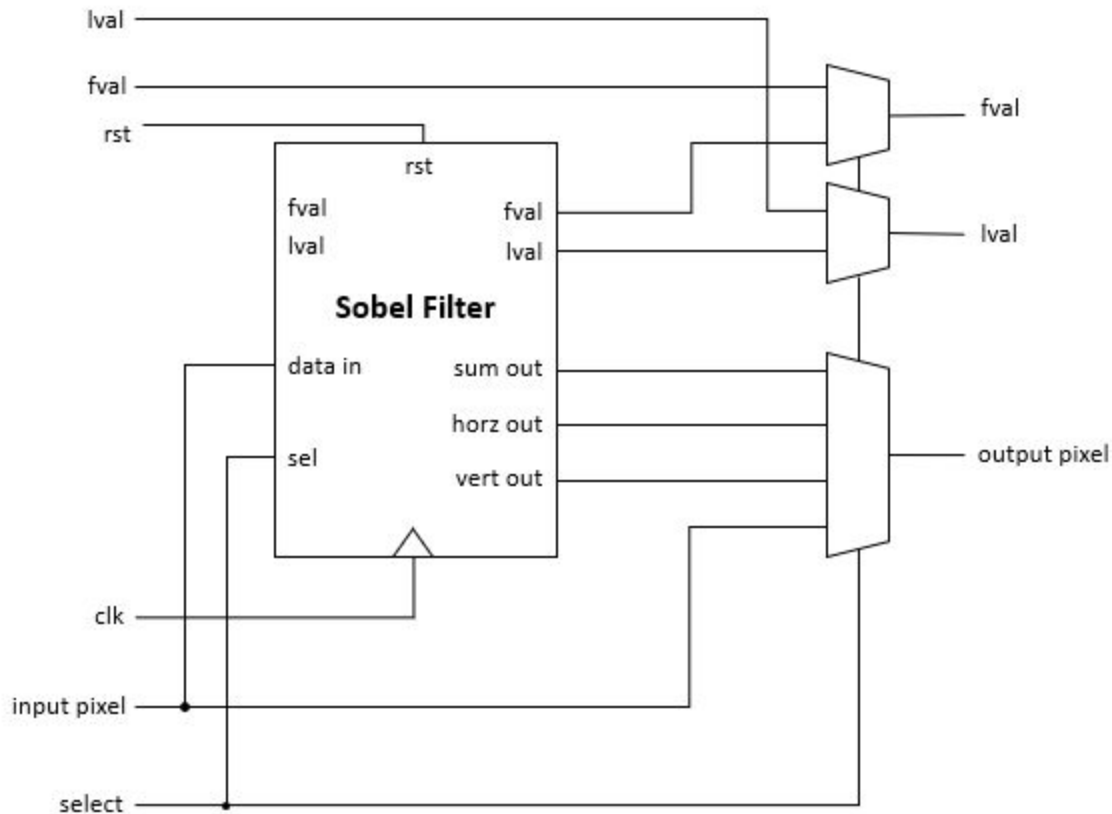 lval
fval
rst
rst
fval
lval
fval
lval
Sobel Filter
data in
sel
sum out
horz out
vert out
fval
lval
output pixel
clk
input pixel
select